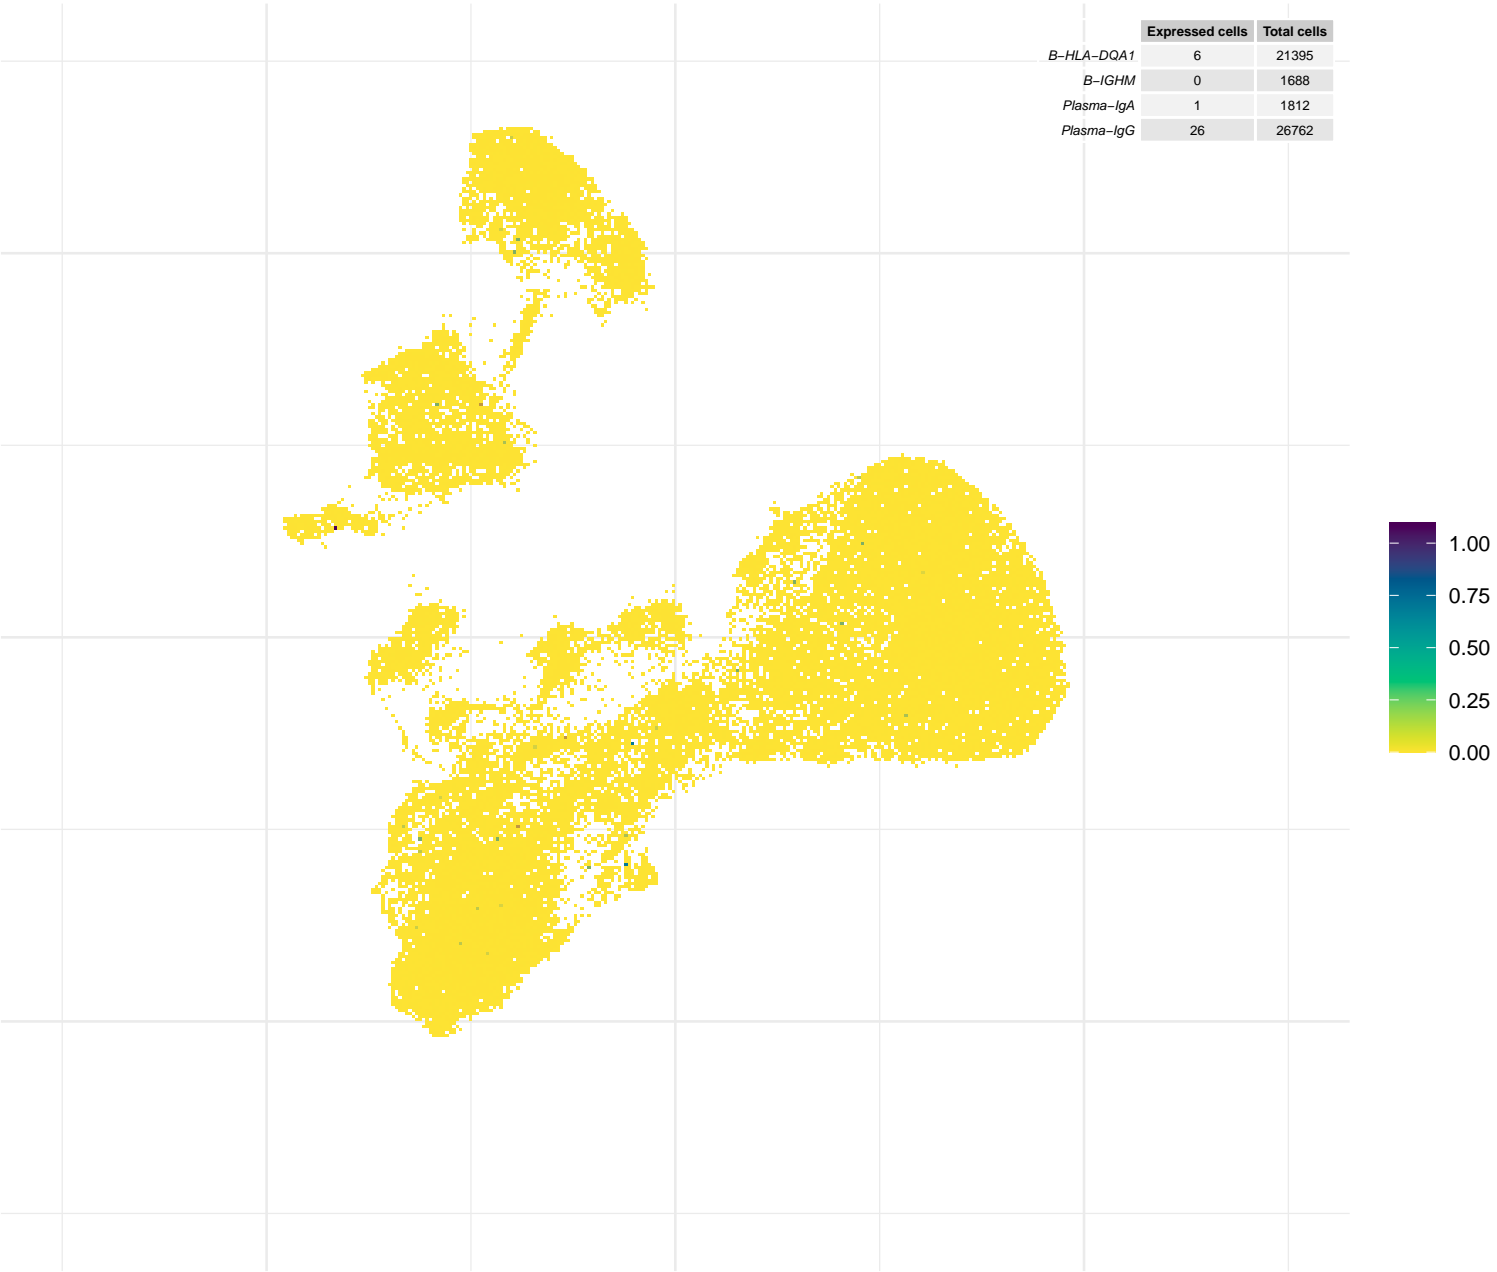 Expressed cells Total cells
B−HLA−DQA1 6 21395
B−IGHM 0 1688
Plasma−IgA 1 1812
Plasma−IgG 26 26762
1.00
0.75
0.50
0.25
0.00